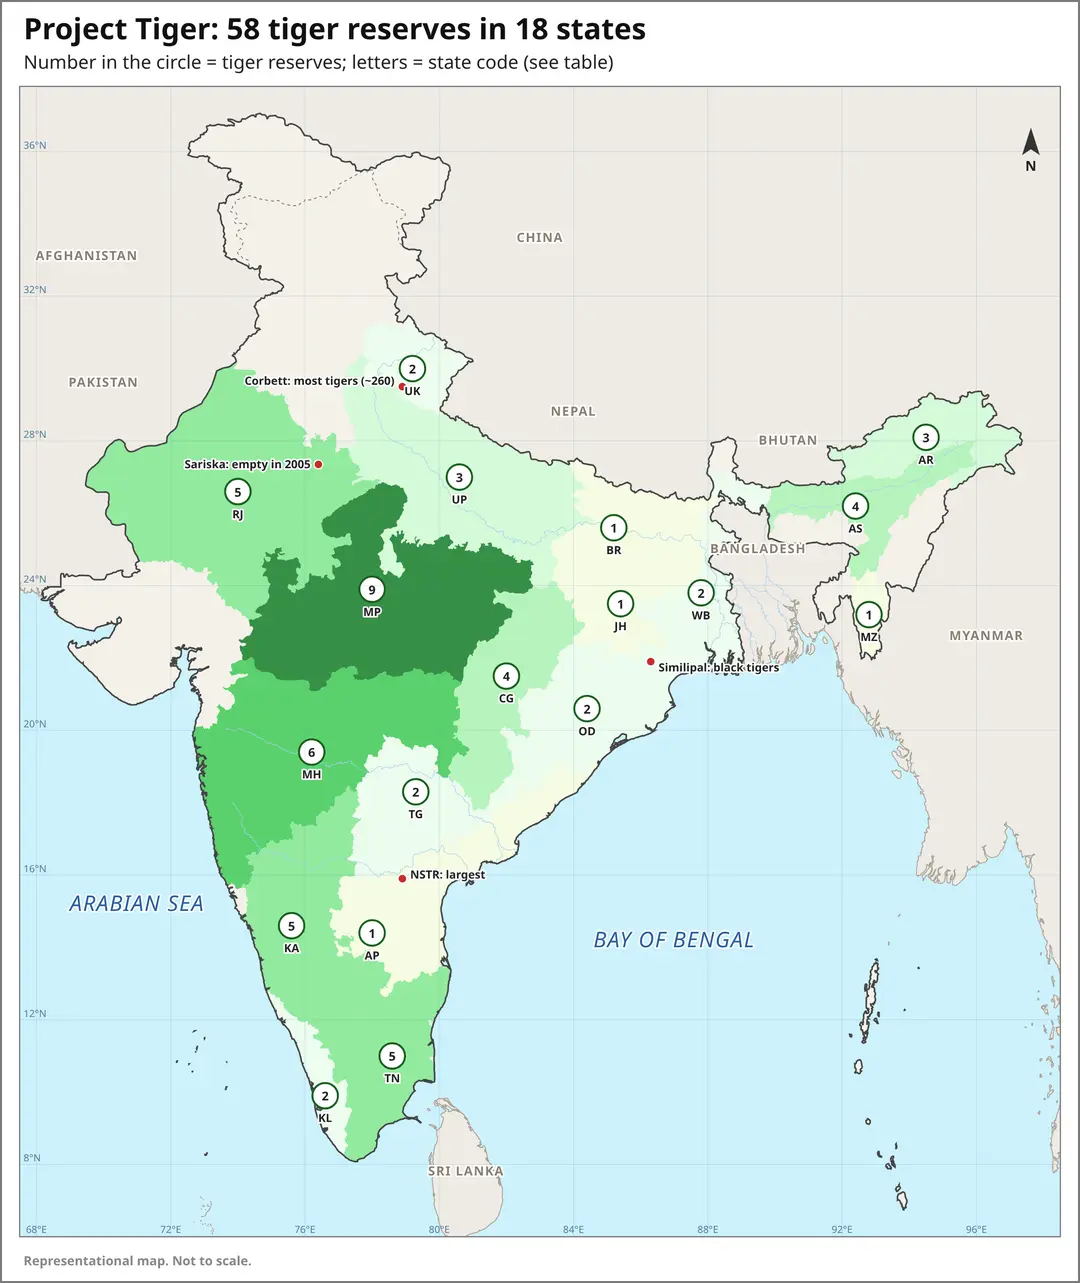 Project Tiger: 58 tiger reserves in 18 states
Number in the circle = tiger reserves; letters = state code (see table)
36°N
N
CHINA
AFGHANISTAN
32°N
PAKISTAN
2
Corbett: most tigers (~260)
UK
NEPAL
28°N
BHUTAN
3
AR
Sariska: empty in 2005
3
UP
5
RJ
4
AS
1
BR
BANGLADESH
24°N
9
MP
1
JH
2
WB
1
MZ
MYANMAR
Similipal: black tigers
4
CG
2
OD
20°N
6
MH
2
TG
16°N
NSTR: largest
ARABIAN SEA
5
KA
1
AP
BAY OF BENGAL
12°N
5
TN
2
KL
8°N
SRI LANKA
68°E
72°E
76°E
80°E
84°E
88°E
92°E
96°E
Representational map. Not to scale.